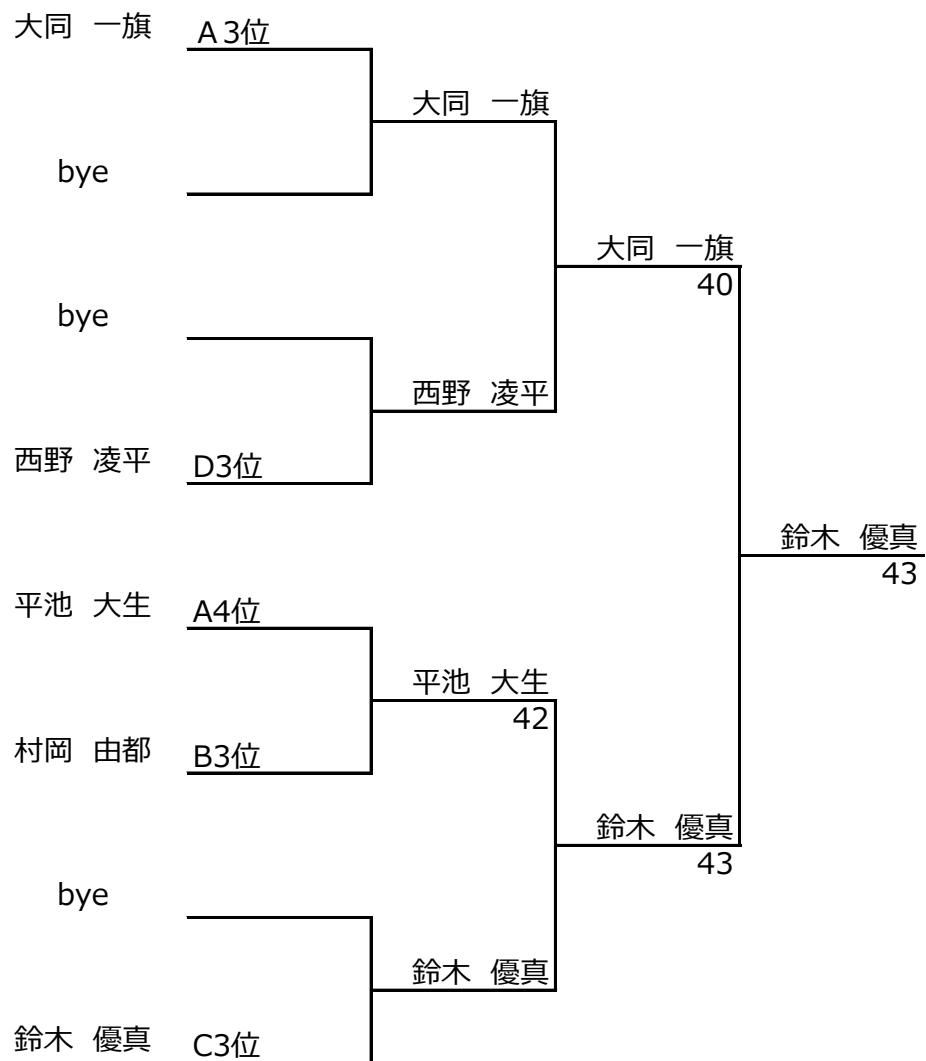 大同 一旗 A 3位
大同 一旗
bye
大同 一旗
40
bye
西野 凌平
西野 凌平 D3位
鈴木 優真
43
平池 大生 A4位
平池 大生
42
村岡 由都 B3位
鈴木 優真
43
bye
鈴木 優真
鈴木 優真 C3位